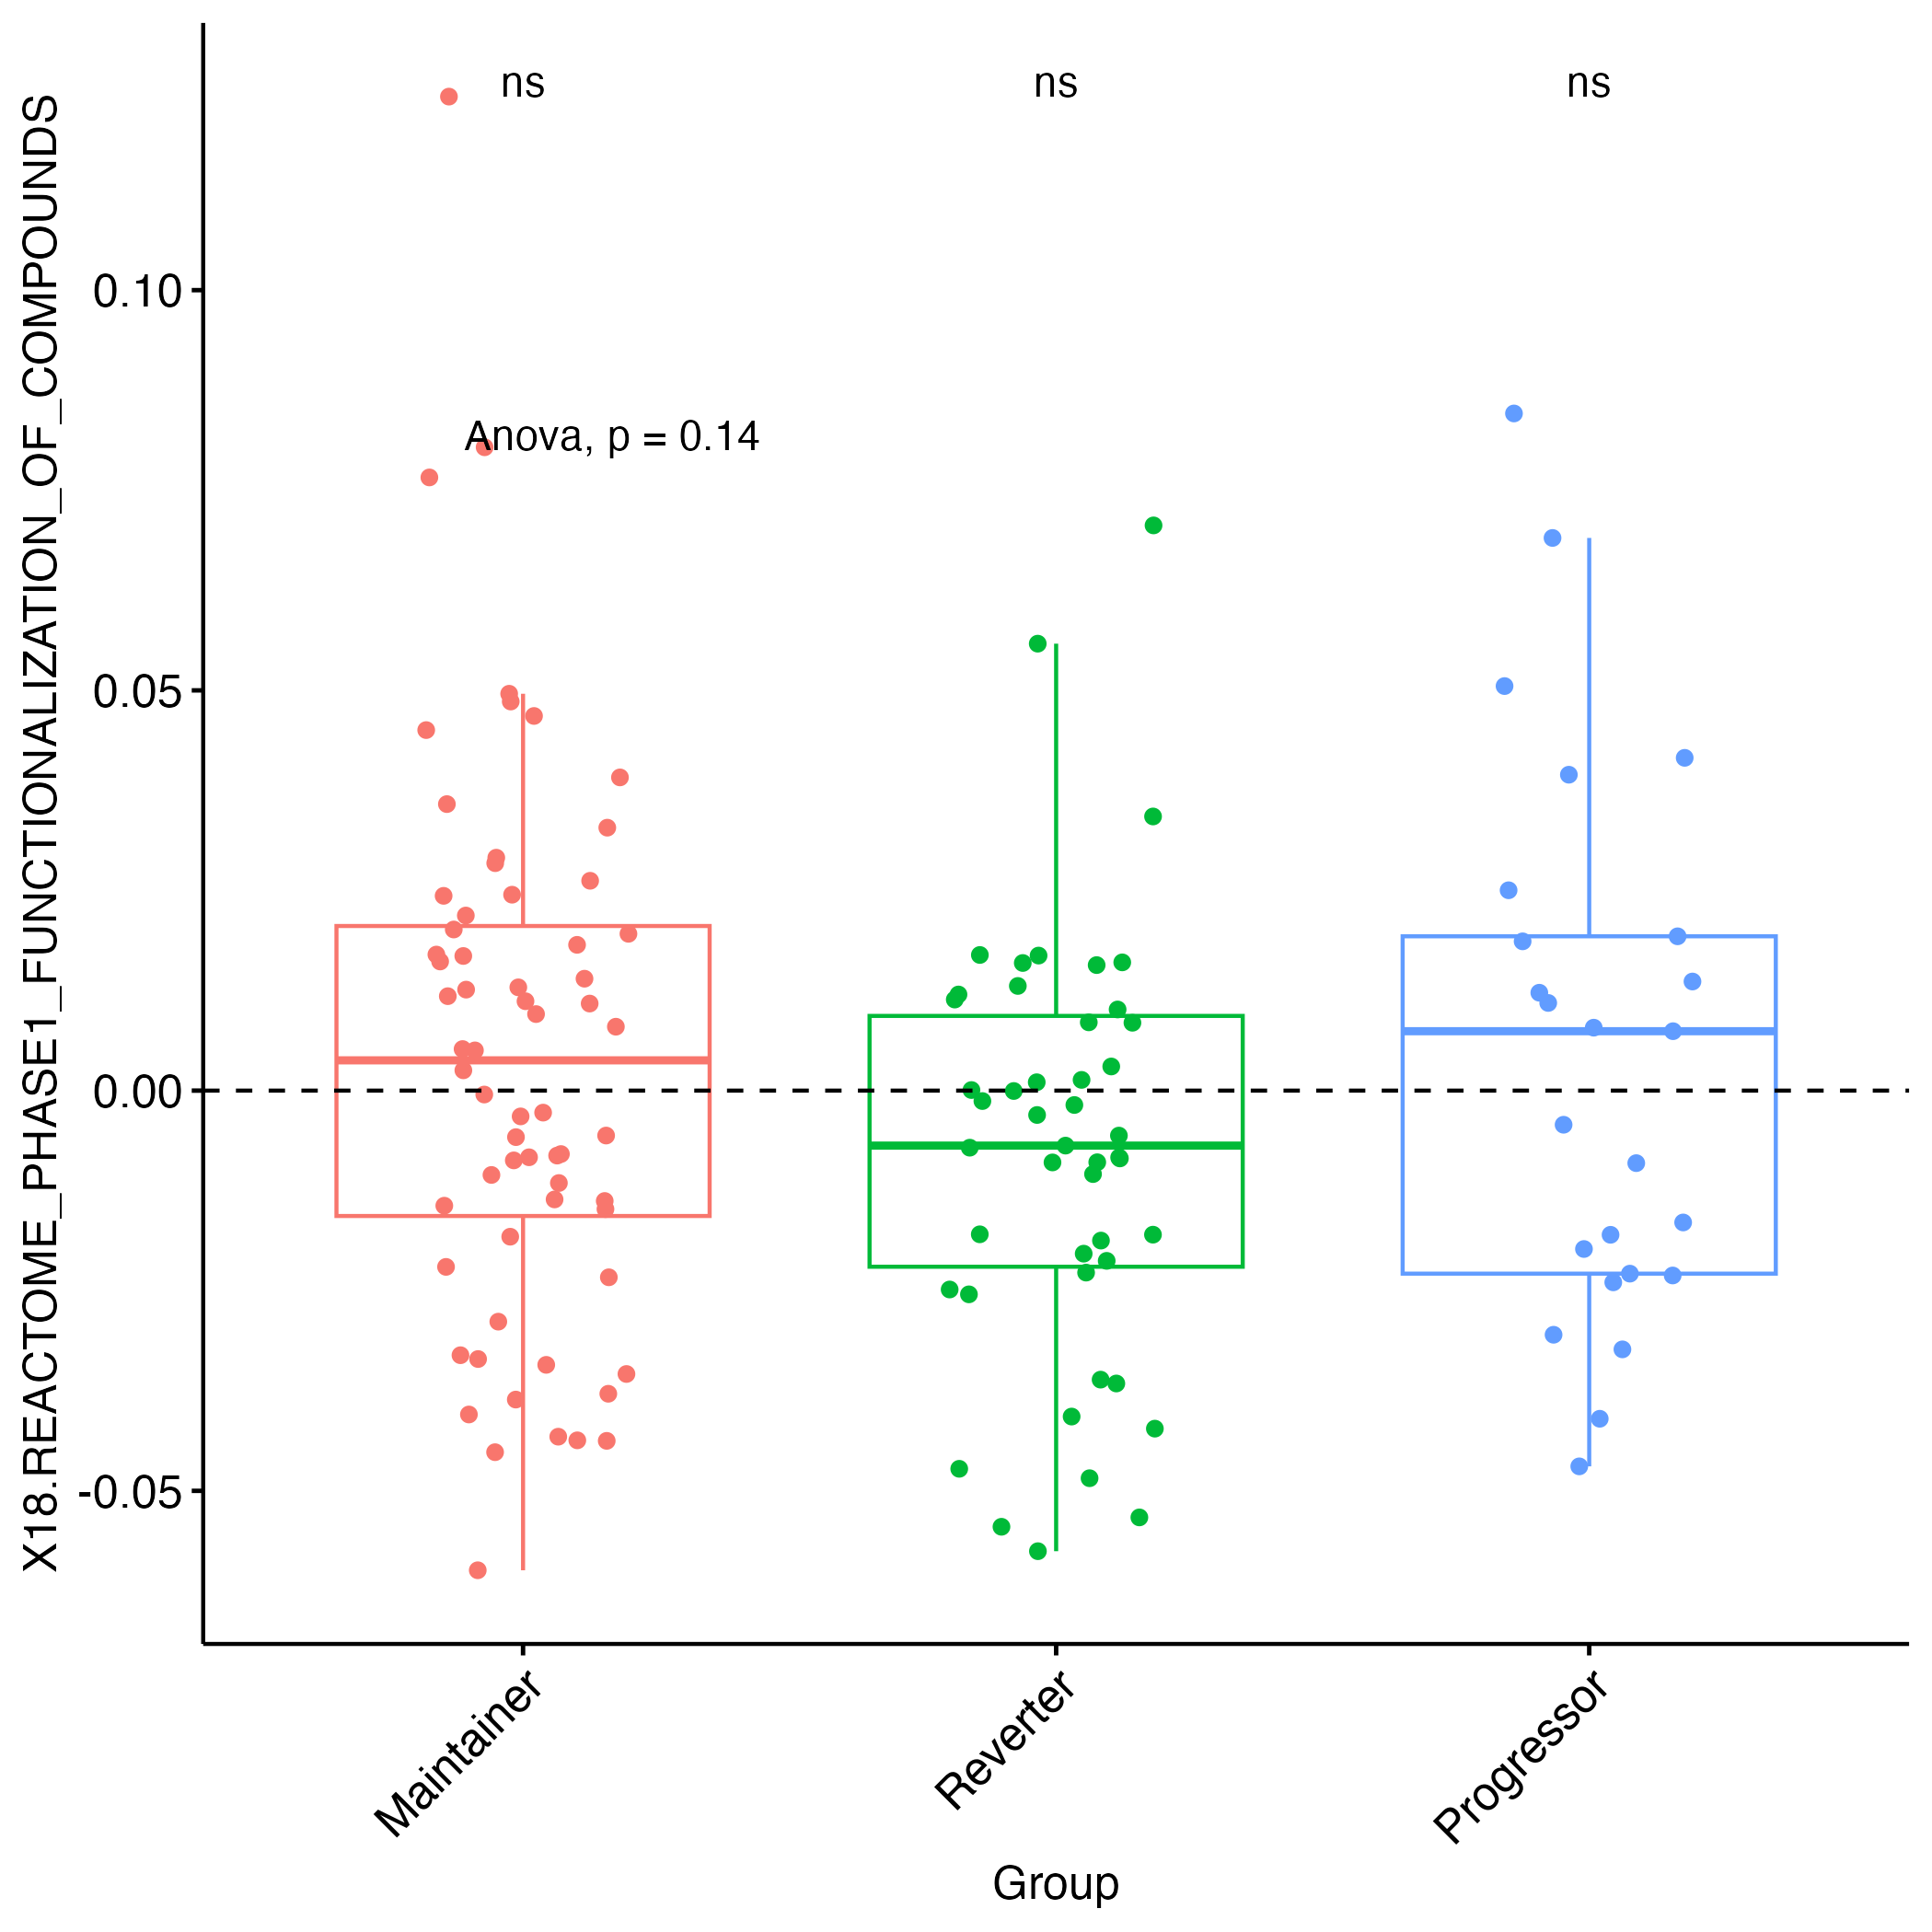 X18.REACTOME_PHASE1_FUNCTIONALIZATION_OF_COMPOUNDS
ns
ns
ns
Anova, p = 0.14
0.10
0.05
0.00
-0.05
Maintainer
Reverter
Progressor
Group